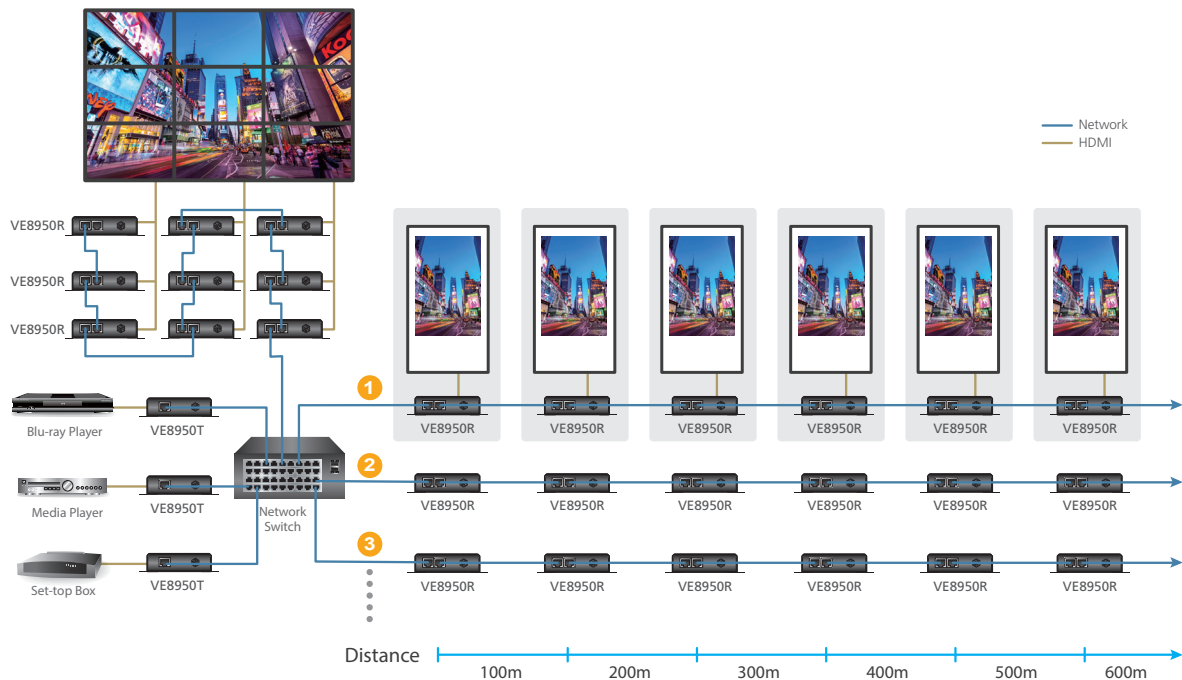 Network
HDMI
VE8950R
VE8950R
VE8950R
1
Blu-ray Player
VE8950T
VE8950R
VE8950R
VE8950R
VE8950R
VE8950R
VE8950R
2
Media Player
VE8950T
Network
Switch
VE8950R
VE8950R
VE8950R
VE8950R
VE8950R
VE8950R
3
Set-top Box
VE8950T
VE8950R
VE8950R
VE8950R
VE8950R
VE8950R
VE8950R
Distance
100m
200m
300m
400m
500m
600m